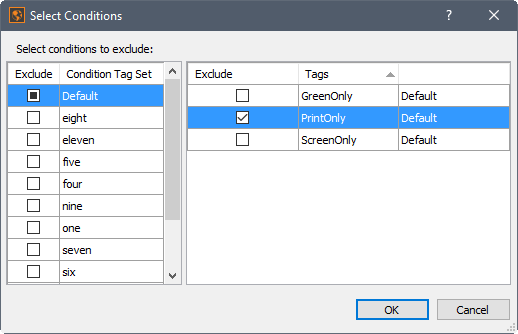 Select Conditions
Select conditions to exclude:
Exclude Condition Tag Set
Default
eight
eleven
five
four
nine
one
seven
six
Exclude Tags
GreenOnly Default
PrintOnly Default
ScreenOnly Default
OK Cancel